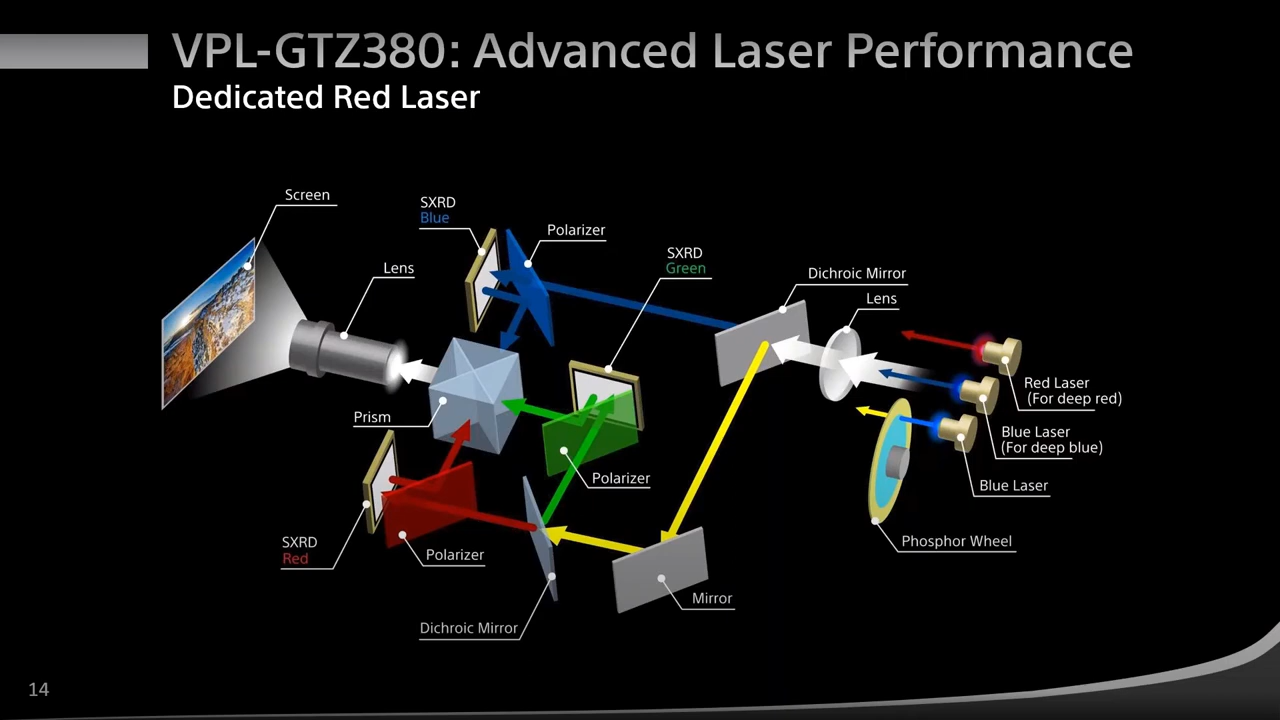 VPL-GTZ380: Advanced Laser Performance
Dedicated Red Laser
Screen
SXRD
Blue
Polarizer
SXRD
Green
Lens
Dichroic Mirror
Lens
Red Laser
(For deep red)
Prism
Blue Laser
(For deep blue)
Polarizer
Blue Laser
SXRD
Red
Polarizer
Phosphor Wheel
Mirror
Dichroic Mirror
14